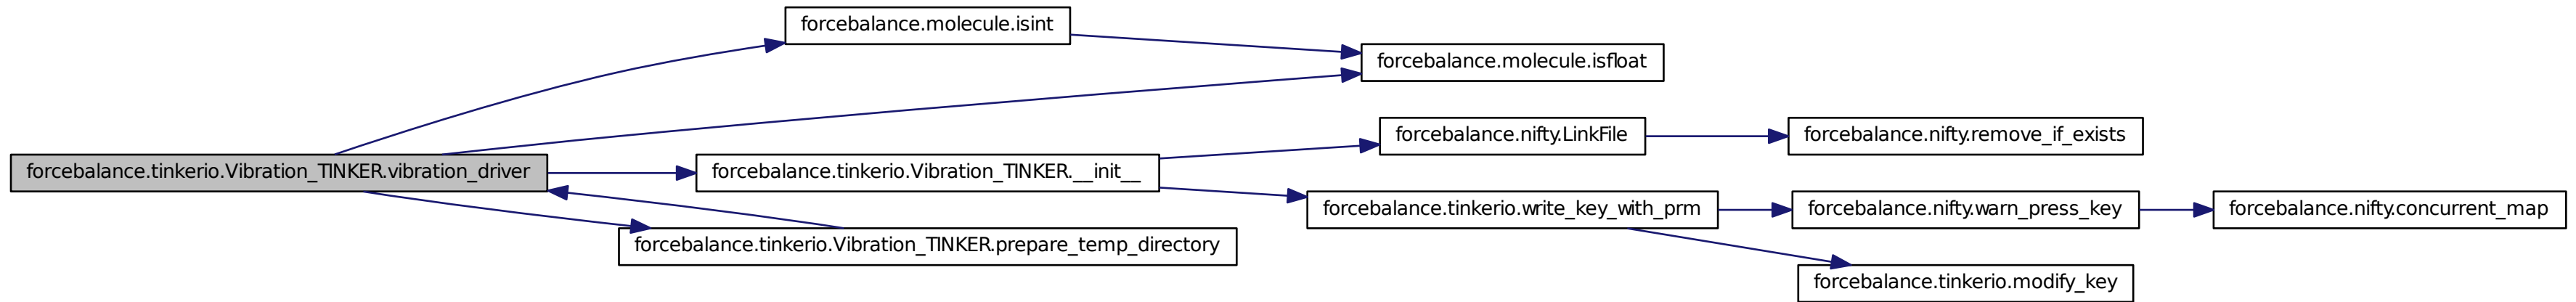 forcebalance.molecule.isint
forcebalance.molecule.isfloat
forcebalance.nifty.LinkFile
forcebalance.nifty.remove_if_exists
forcebalance.tinkerio.Vibration_TINKER.vibration_driver
forcebalance.tinkerio.Vibration_TINKER.__init__
forcebalance.tinkerio.write_key_with_prm
forcebalance.nifty.warn_press_key
forcebalance.nifty.concurrent_map
forcebalance.tinkerio.Vibration_TINKER.prepare_temp_directory
forcebalance.tinkerio.modify_key